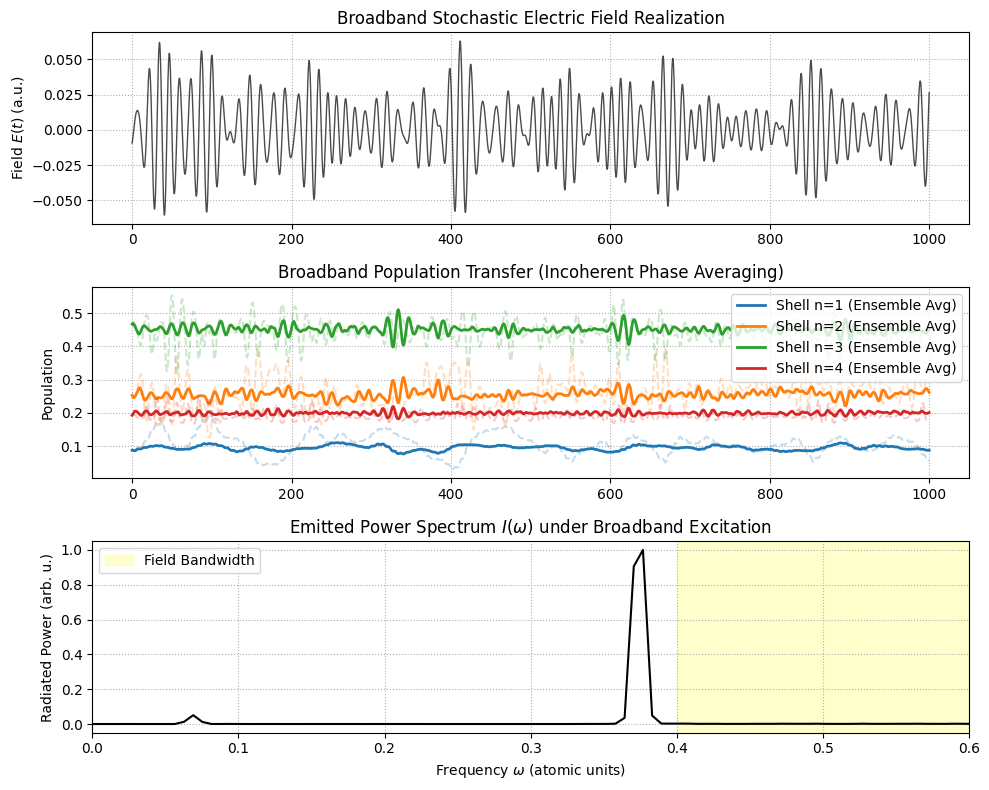 Broadband Stochastic Electric Field Realization
Field E(t) (a.u.)
0.050
0.025
0.000
−0.025
−0.050
0 200 400 600 800 1000
Broadband Population Transfer (Incoherent Phase Averaging)
Population
0.5
0.4
0.3
0.2
0.1
Shell n=1 (Ensemble Avg)
Shell n=2 (Ensemble Avg)
Shell n=3 (Ensemble Avg)
Shell n=4 (Ensemble Avg)
0 200 400 600 800 1000
Emitted Power Spectrum I(ω) under Broadband Excitation
Radiated Power (arb. u.)
1.0
0.8
0.6
0.4
0.2
0.0
Field Bandwidth
0.0 0.1 0.2 0.3 0.4 0.5 0.6
Frequency ω (atomic units)